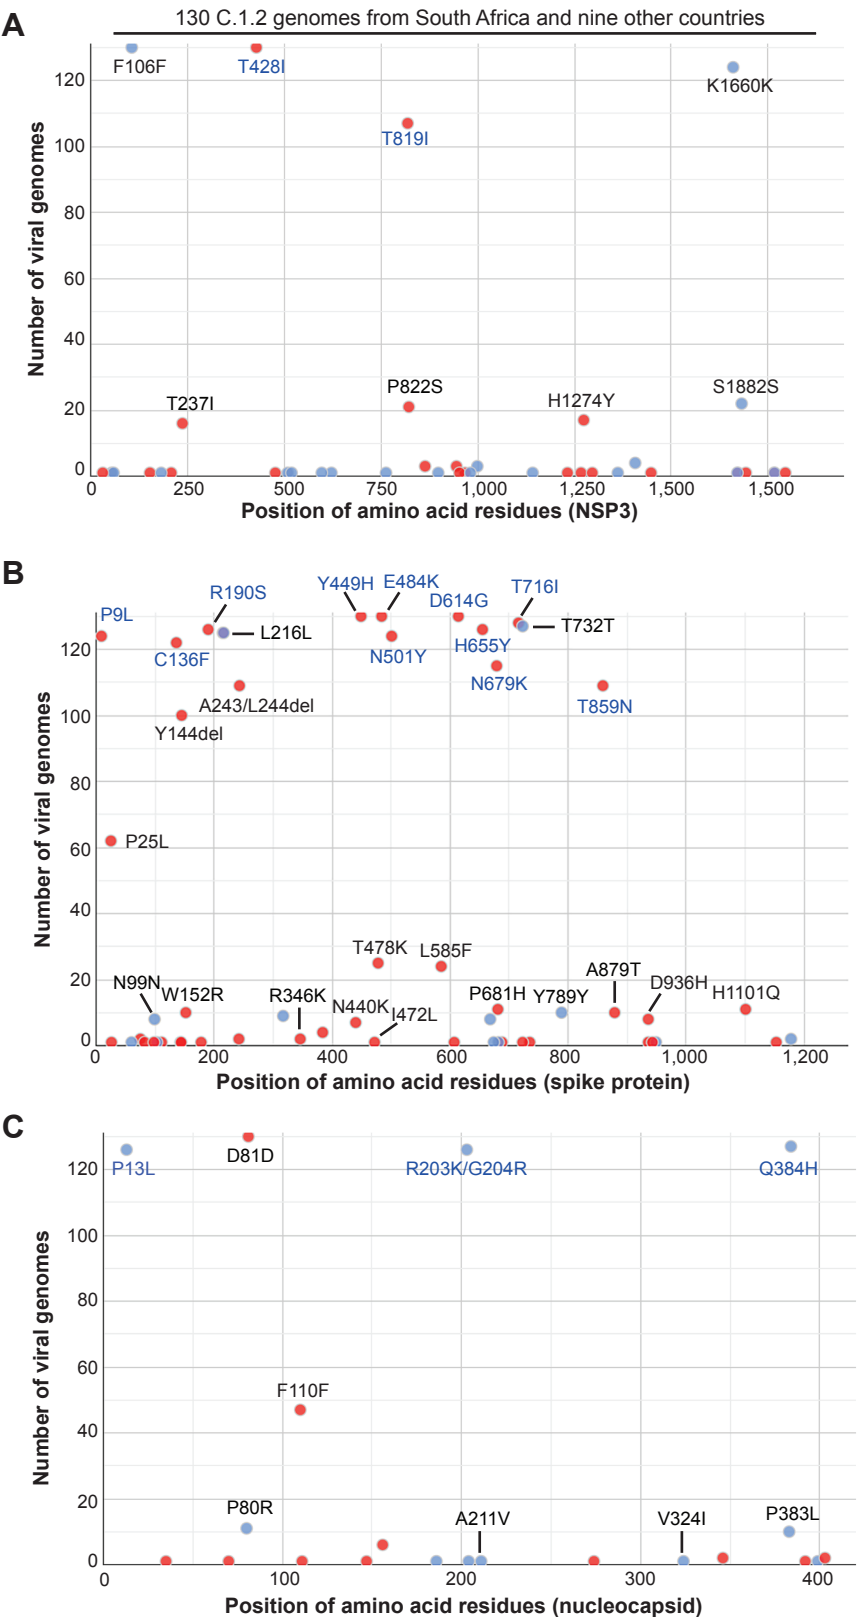 A
130 C.1.2 genomes from South Africa and nine other countries
F106F
T428I
K1660K
T819I
T237I
P822S
H1274Y
S1882S
120
100
80
60
40
20
0
Number of viral genomes
0 250 500 750 1,000 1,250 1,500 1,500
Position of amino acid residues (NSP3)
B
P9L
R190S
Y449H
E484K
D614G
T716I
L216L
T732T
C136F
N501Y
H655Y
N679K
A243/L244del
T859N
Y144del
P25L
T478K
L585F
N99N
W152R
R346K
N440K
I472L
P681H
Y789Y
A879T
D936H
H1101Q
120
100
80
60
40
20
0
Number of viral genomes
0 200 400 600 800 1,000 1,200
Position of amino acid residues (spike protein)
C
P13L
D81D
R203K/G204R
Q384H
F110F
P80R
A211V
V324I
P383L
120
100
80
60
40
20
0
Number of viral genomes
0 100 200 300 400
Position of amino acid residues (nucleocapsid)